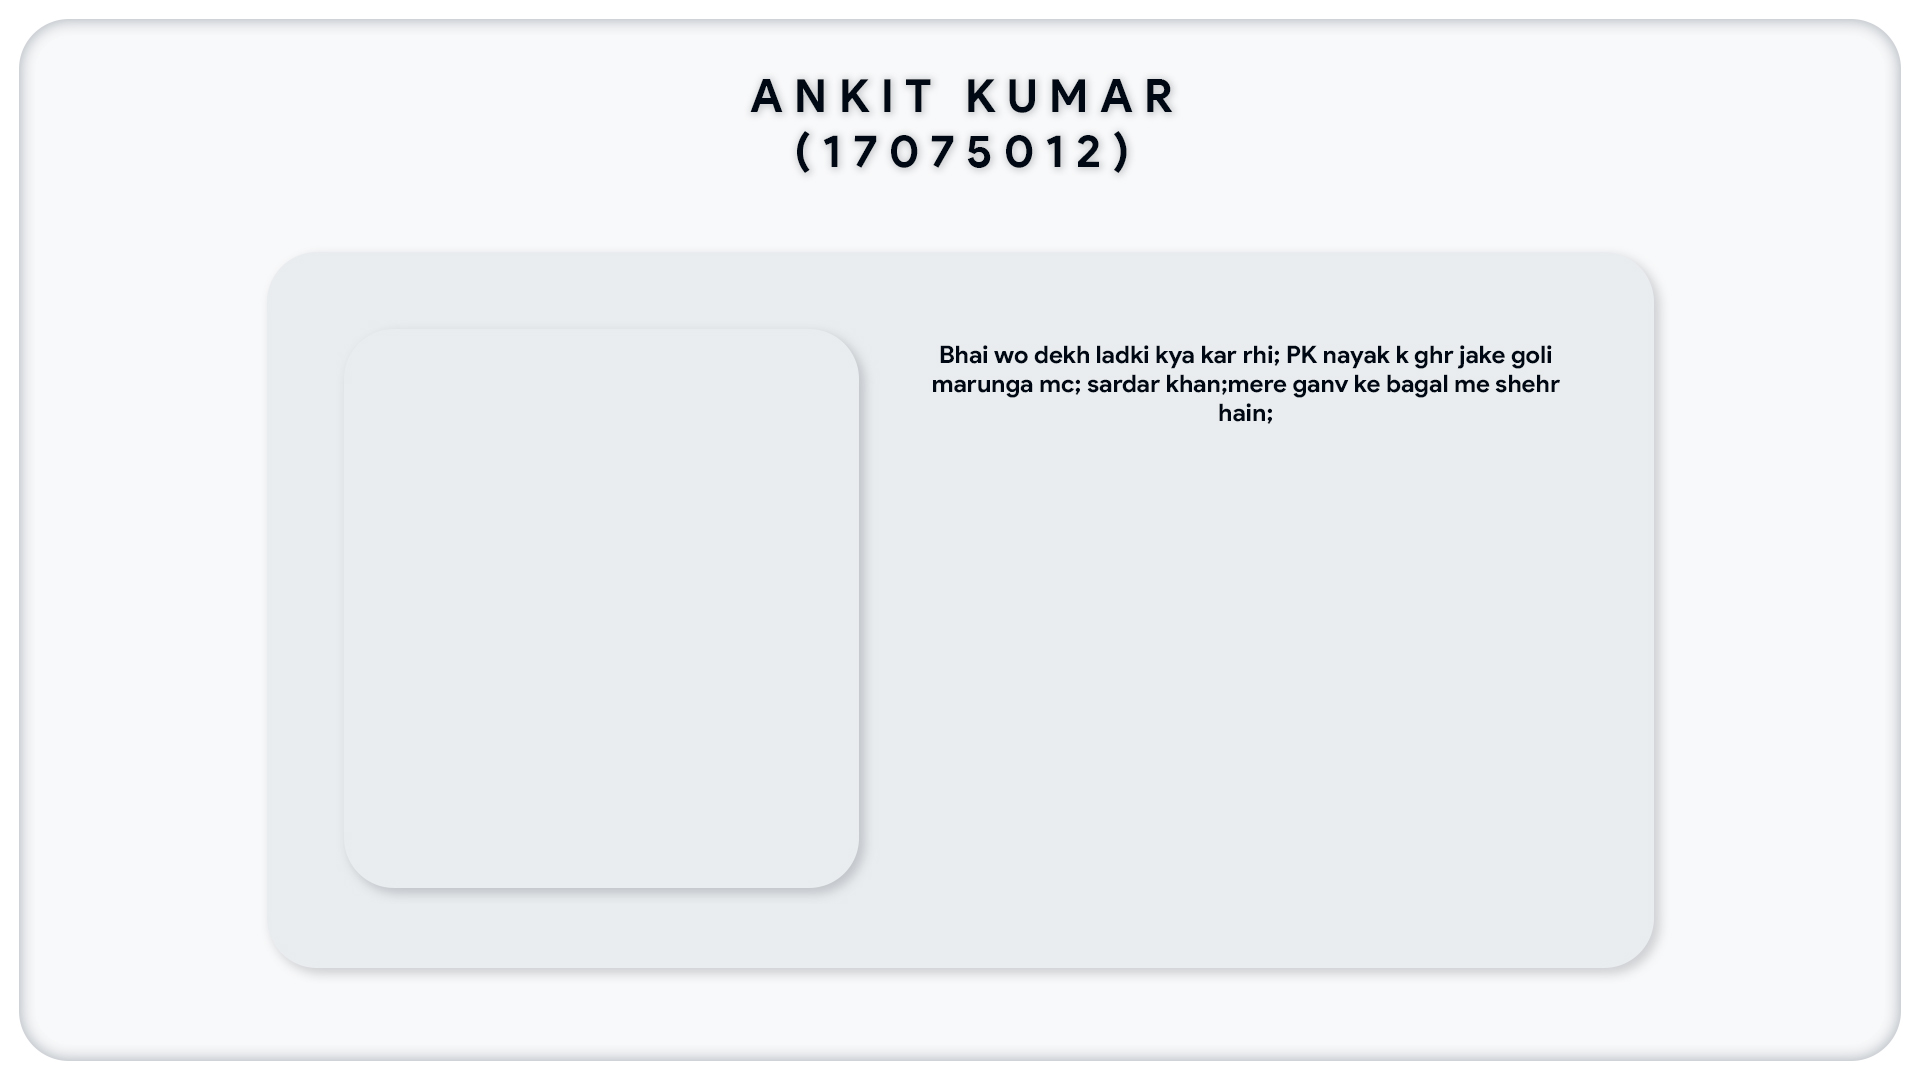 ANKIT KUMAR
(17075012)
Bhai wo dekh ladki kya kar rhi; PK nayak k ghr jake goli
marunga mc; sardar khan;mere ganv ke bagal me shehr
hain;